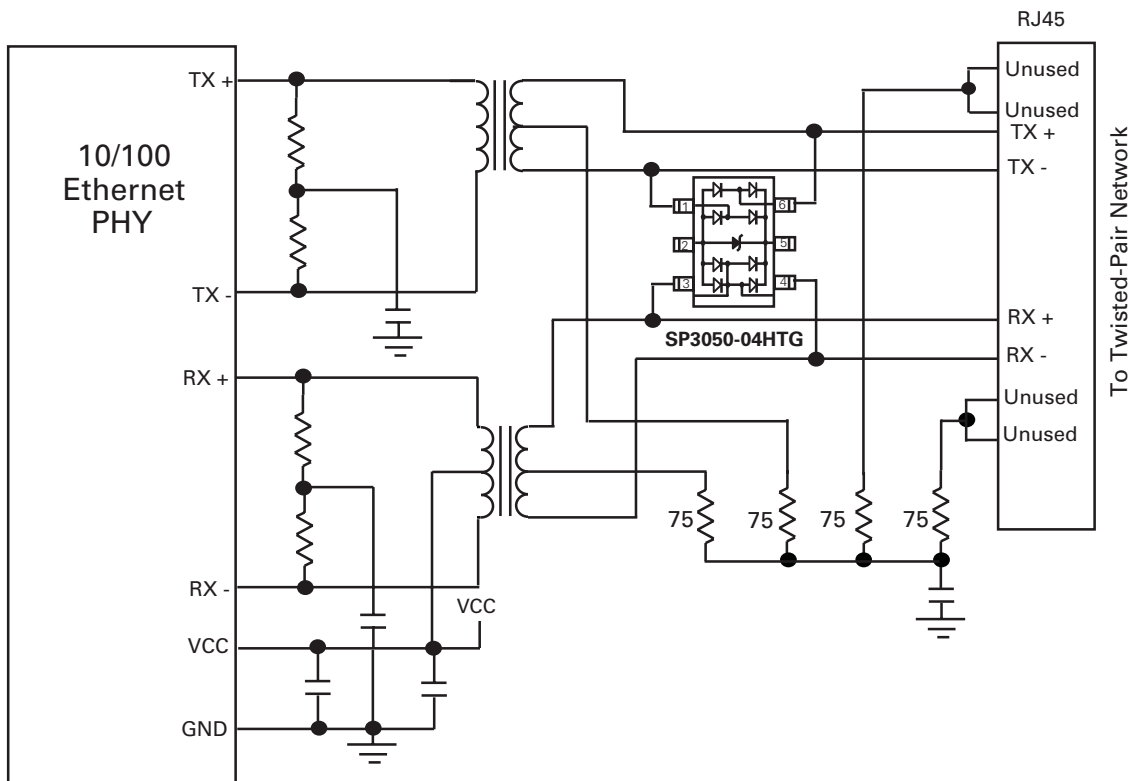 RJ45
10/100
Ethernet
PHY
TX +
TX -
RX +
RX -
VCC
GND
VCC
1
2
3
6
5
4
SP3050-04HTG
75
75
75
75
Unused
Unused
TX +
TX -
RX +
RX -
Unused
Unused
To Twisted-Pair Network